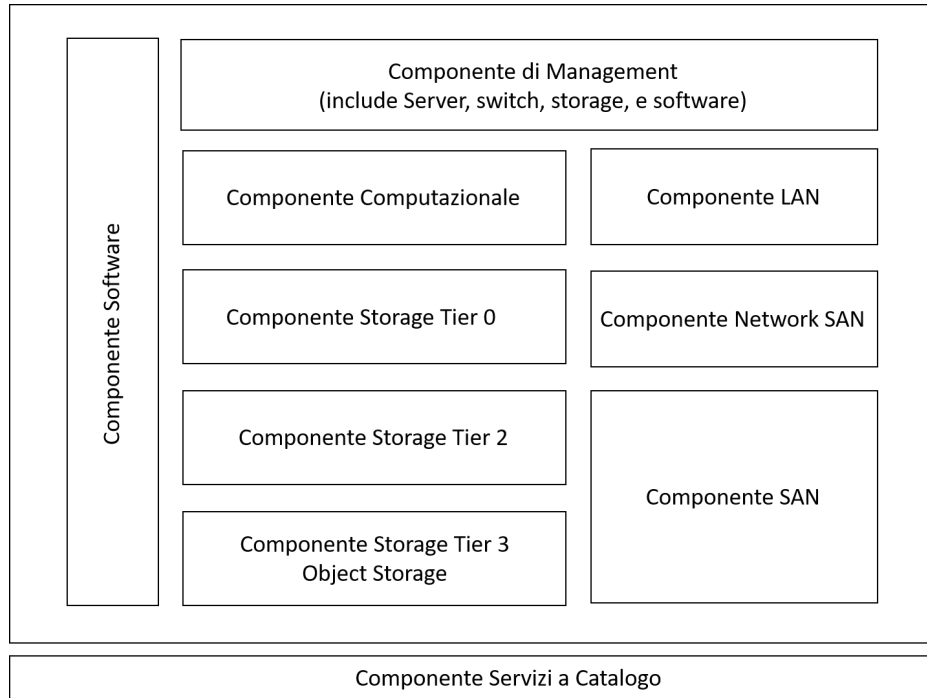 Componente Software
Componente di Management
(include Server, switch, storage, e software)
Componente Computazionale
Componente LAN
Componente Storage Tier 0
Componente Network SAN
Componente Storage Tier 2
Componente SAN
Componente Storage Tier 3
Object Storage
Componente Servizi a Catalogo